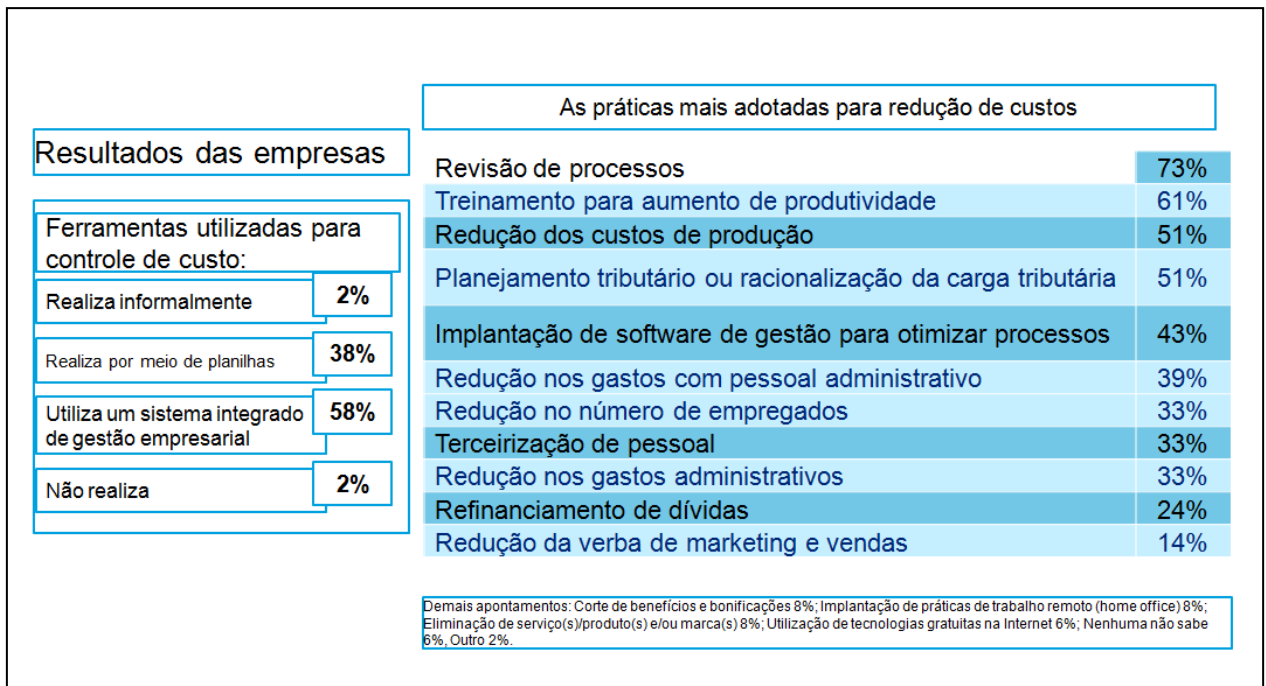 Resultados das empresas
Ferramentas utilizadas para
controle de custo:
Realiza informalmente 2%
Realiza por meio de planilhas 38%
Utiliza um sistema integrado
de gestão empresarial 58%
Não realiza 2%
As práticas mais adotadas para redução de custos
Revisão de processos 73%
Treinamento para aumento de produtividade 61%
Redução dos custos de produção 51%
Planejamento tributário ou racionalização da carga tributária 51%
Implantação de software de gestão para otimizar processos 43%
Redução nos gastos com pessoal administrativo 39%
Redução no número de empregados 33%
Terceirização de pessoal 33%
Redução nos gastos administrativos 33%
Refinanciamento de dívidas 24%
Redução da verba de marketing e vendas 14%
Demais apontamentos: Corte de benefícios e bonificações 8%; Implantação de práticas de trabalho remoto (home office) 8%;
Eliminação de serviço(s)/produto(s) e/ou marca(s) 8%; Utilização de tecnologias gratuitas na Internet 6%; Nenhuma não sabe
6%, Outro 2%.